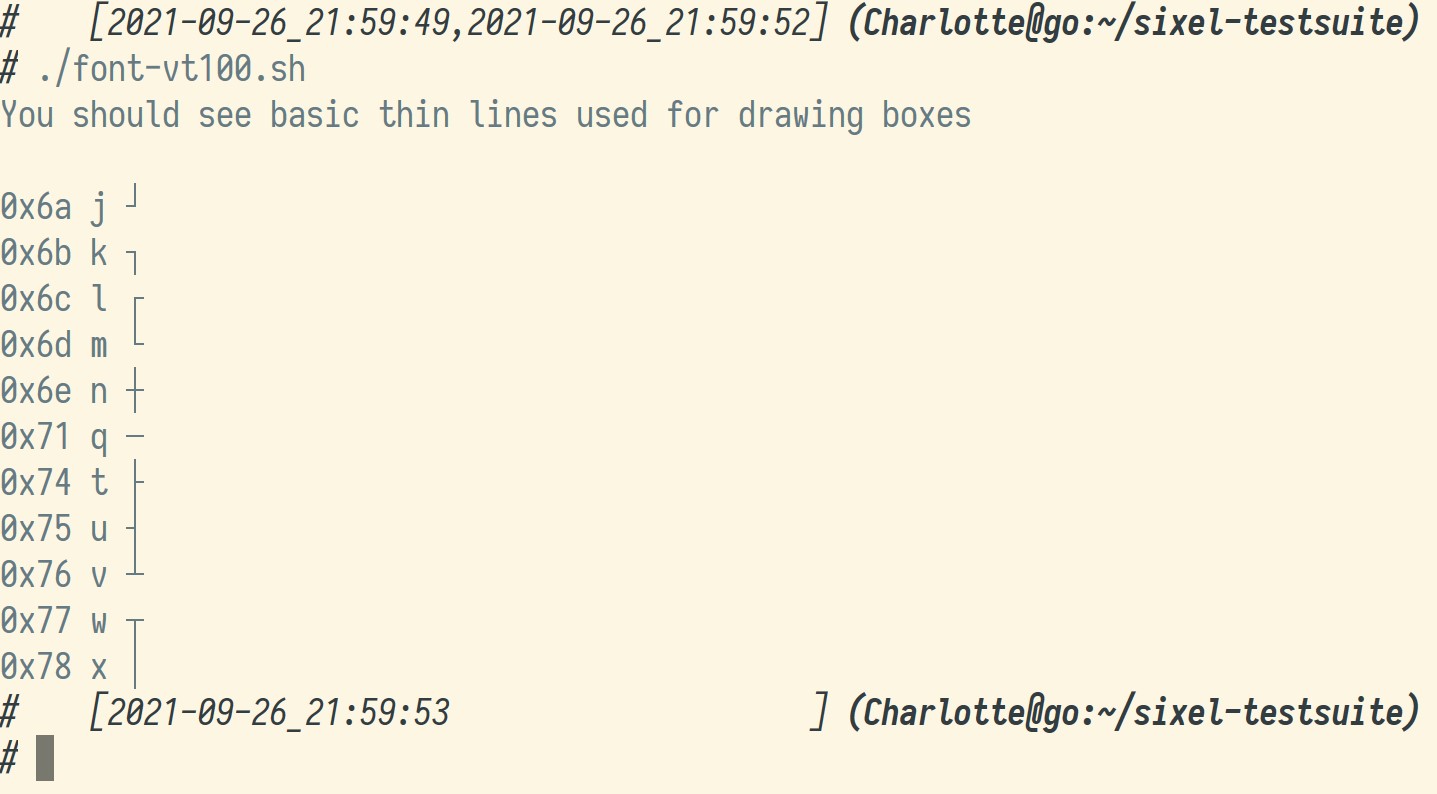 #    [2021-09-26_21:59:49,2021-09-26_21:59:52] (Charlotte@go:~/sixel-testsuite)
# ./font-vt100.sh
You should see basic thin lines used for drawing boxes
0x6a j ┘
0x6b k ┐
0x6c l ┌
0x6d m └
0x6e n ┼
0x71 q ─
0x74 t ├
0x75 u ┤
0x76 v ┴
0x77 w ┬
0x78 x │
#    [2021-09-26_21:59:53                    ] (Charlotte@go:~/sixel-testsuite)
#